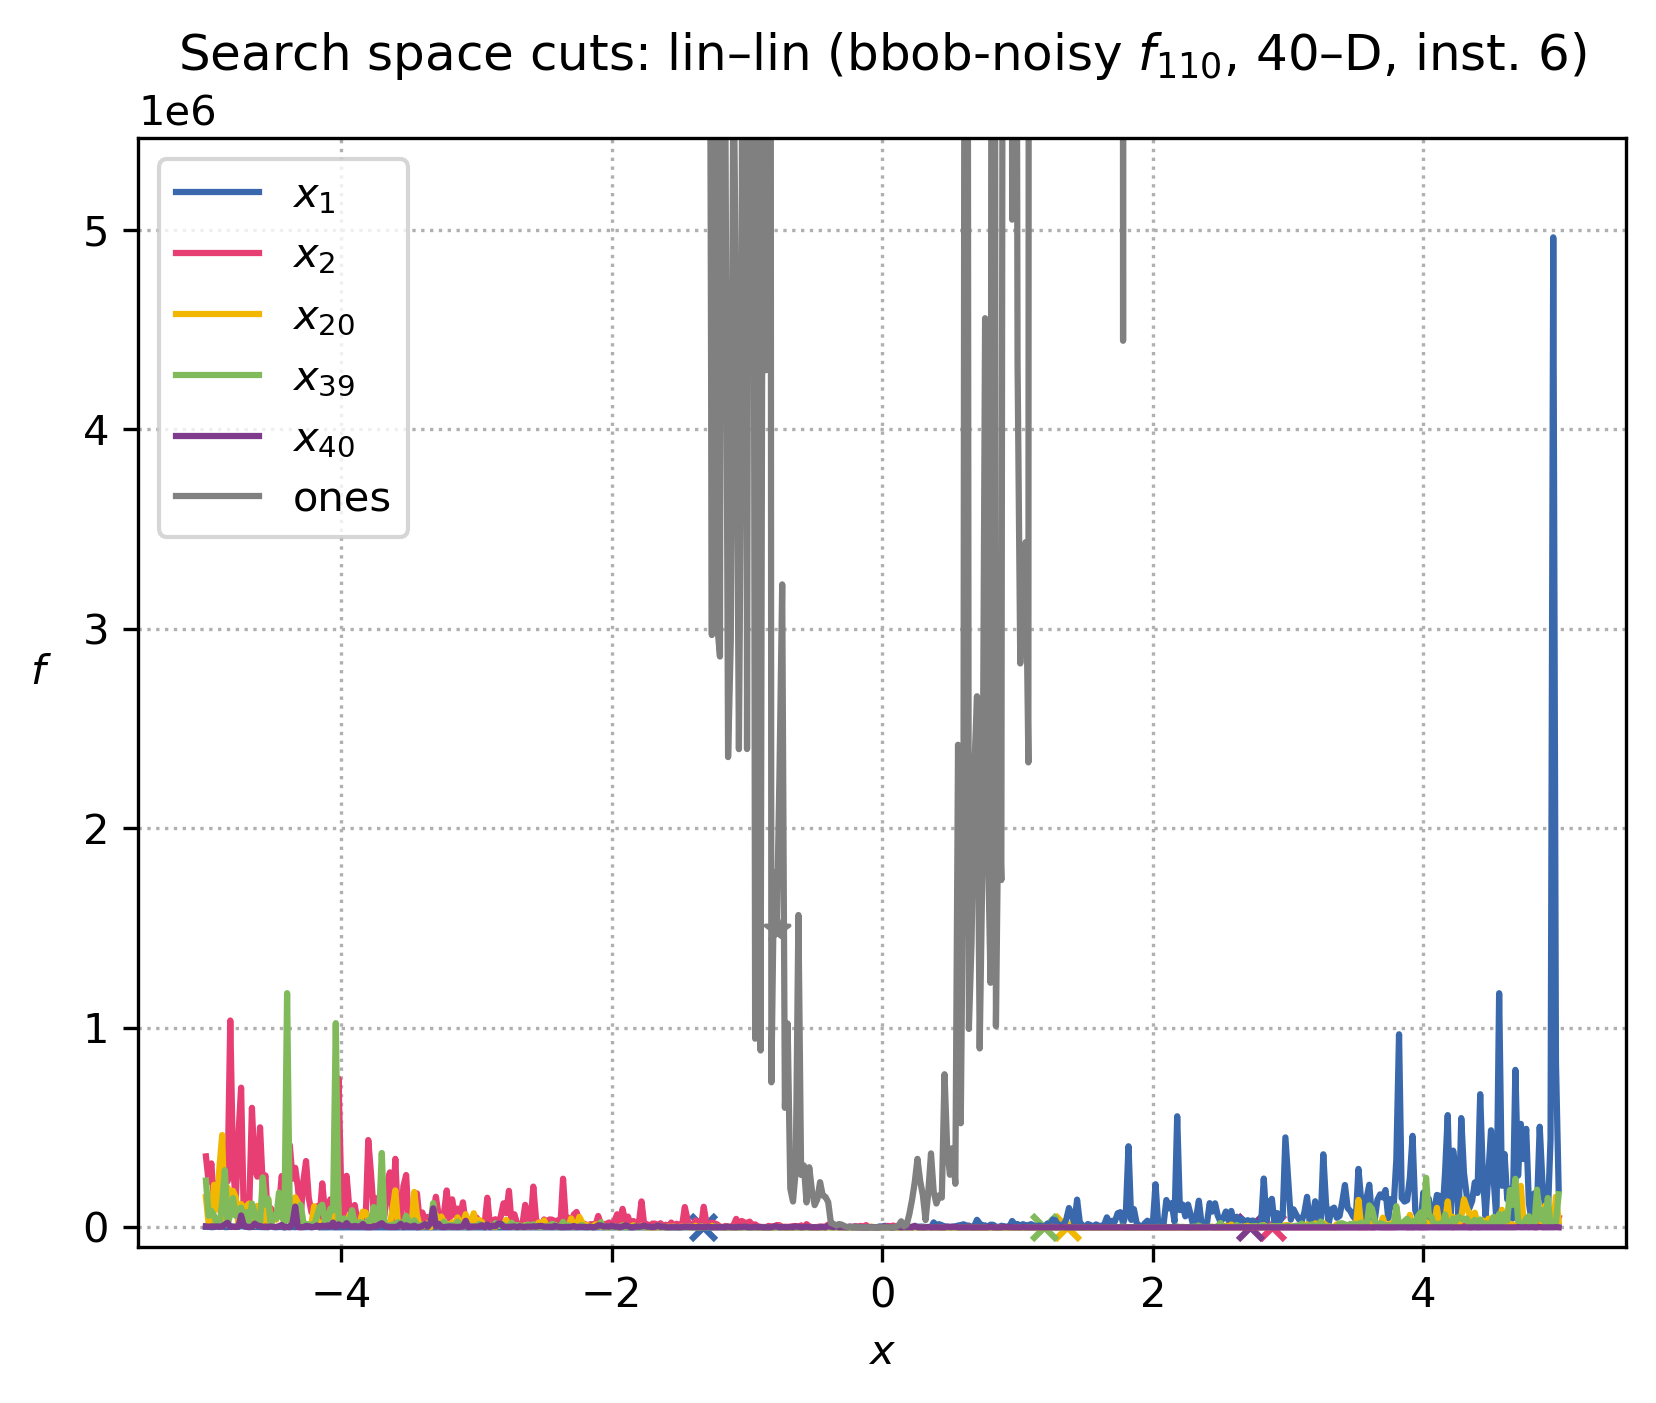 Search space cuts: lin–lin (bbob-noisy f₁₁₀, 40–D, inst. 6)
1e6
x₁
x₂
x₂₀
x₃₉
x₄₀
ones
5
4
3
2
1
0
f
−4 −2 0 2 4
x